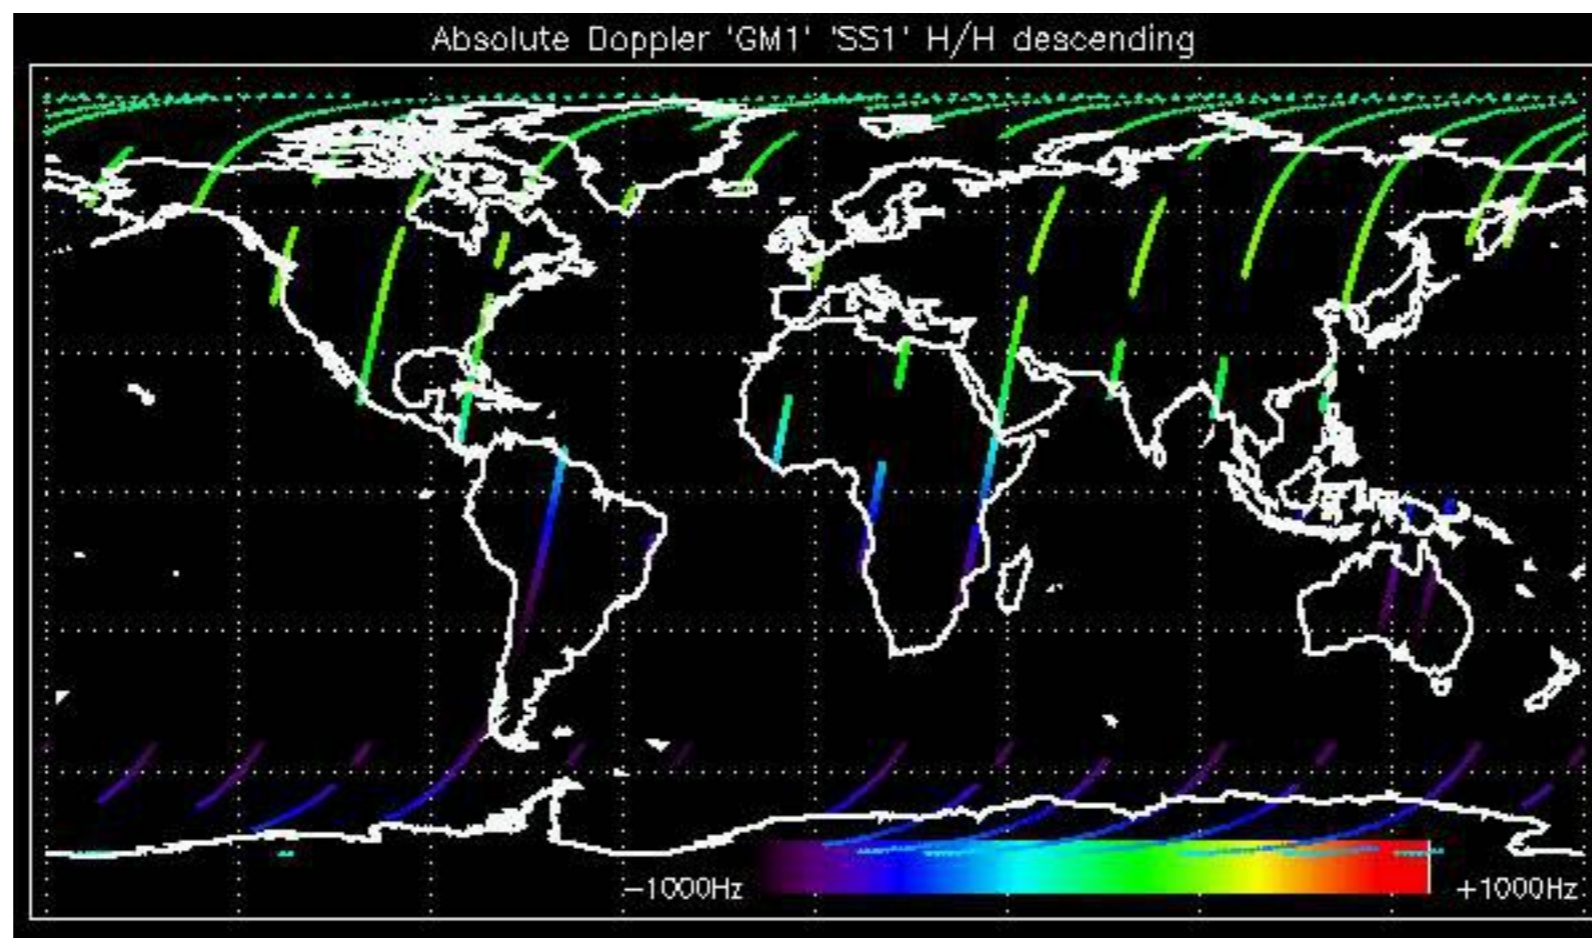 Absolute Doppler 'GM1' 'SS1' H/H descending
-1000Hz
+1000Hz